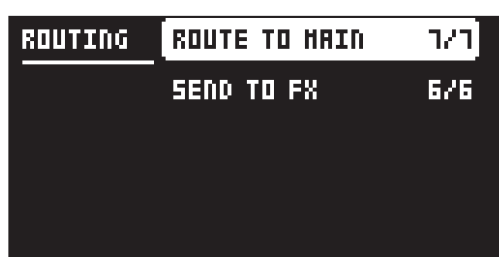 ROUTING
ROUTE TO MAIN 7/7
SEND TO FX 6/6